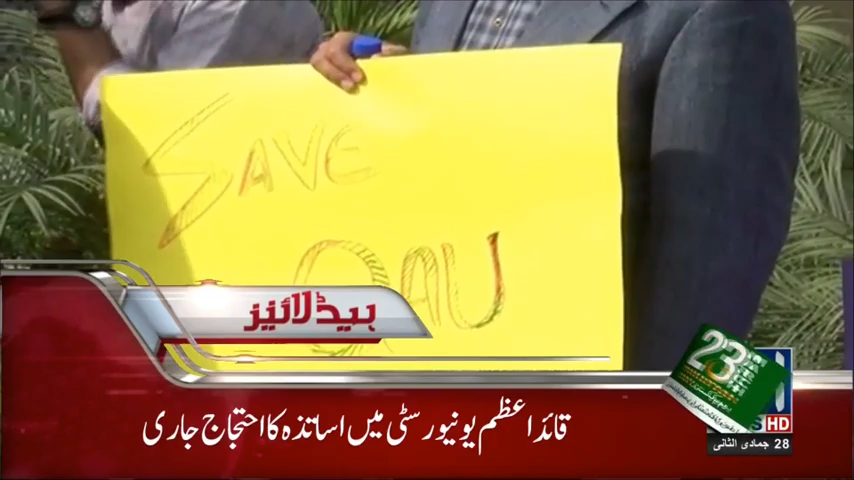 SAVE
QAU
ہیڈلائنز
قائداعظم یونیورسٹی میں اساتذہ کا احتجاج جاری
23
HD
28 جمادی الثانی